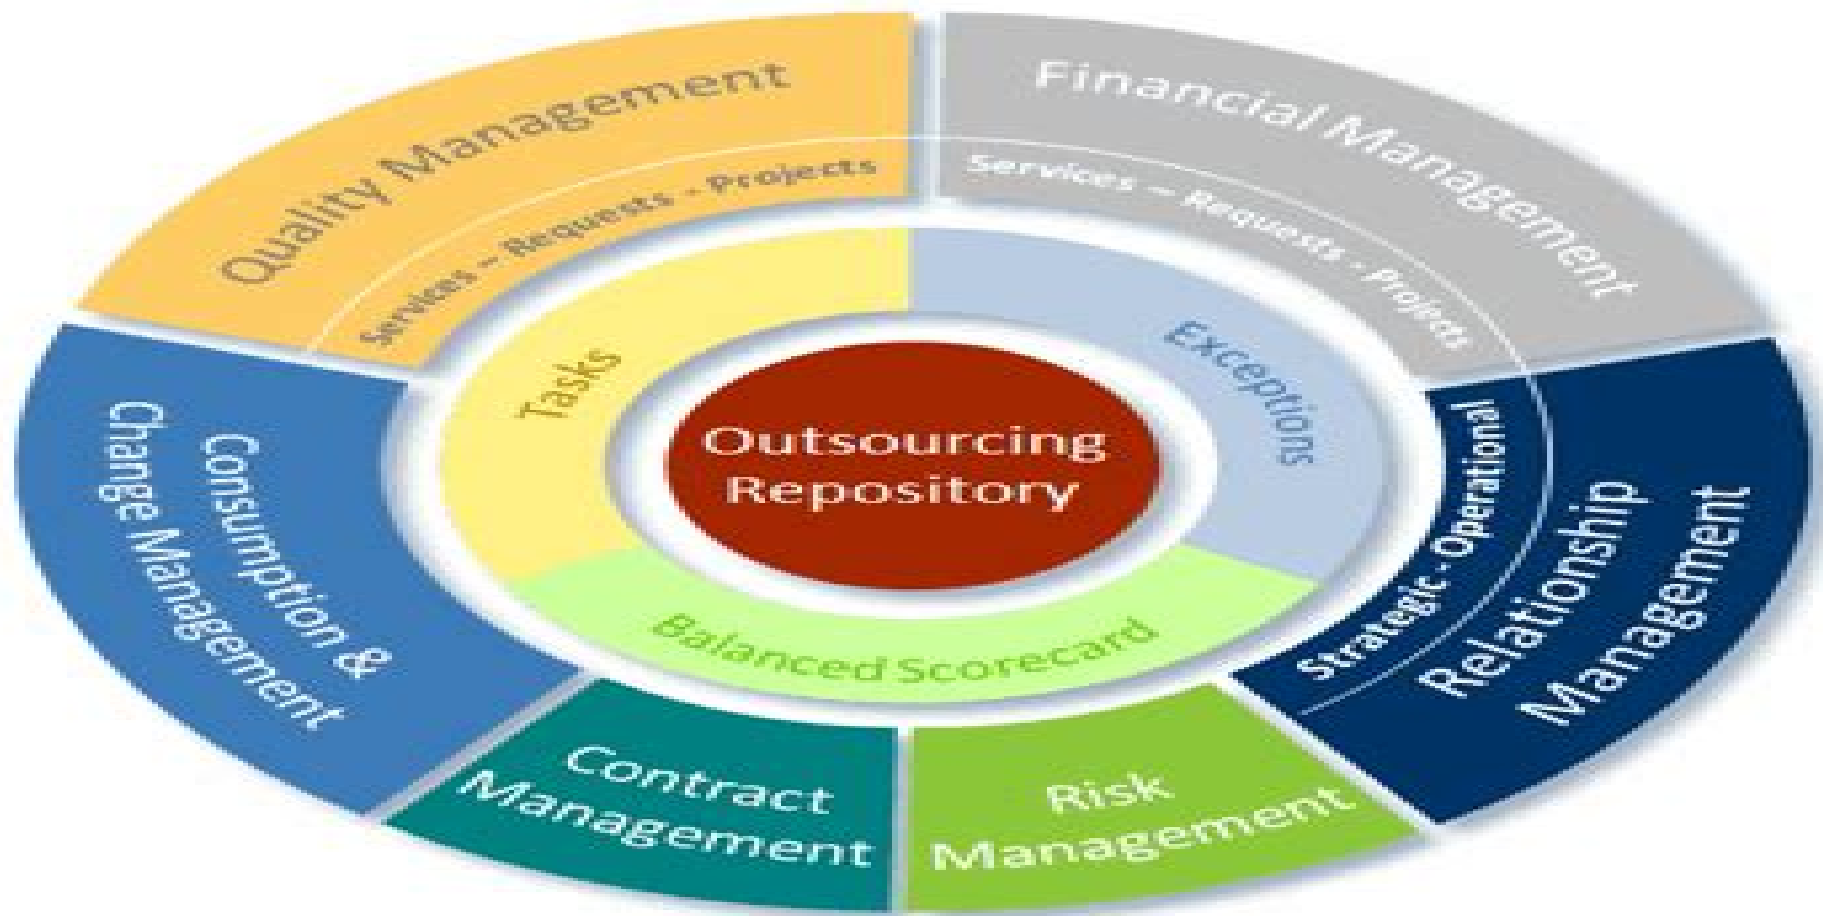 Quality Management
Services – Requests - Projects
Financial Management
Services – Requests - Projects
Tasks
Exceptions
Outsourcing
Repository
Balanced Scorecard
Consumption &
Change Management
Strategic - Operational
Relationship
Management
Contract
Management
Risk
Management